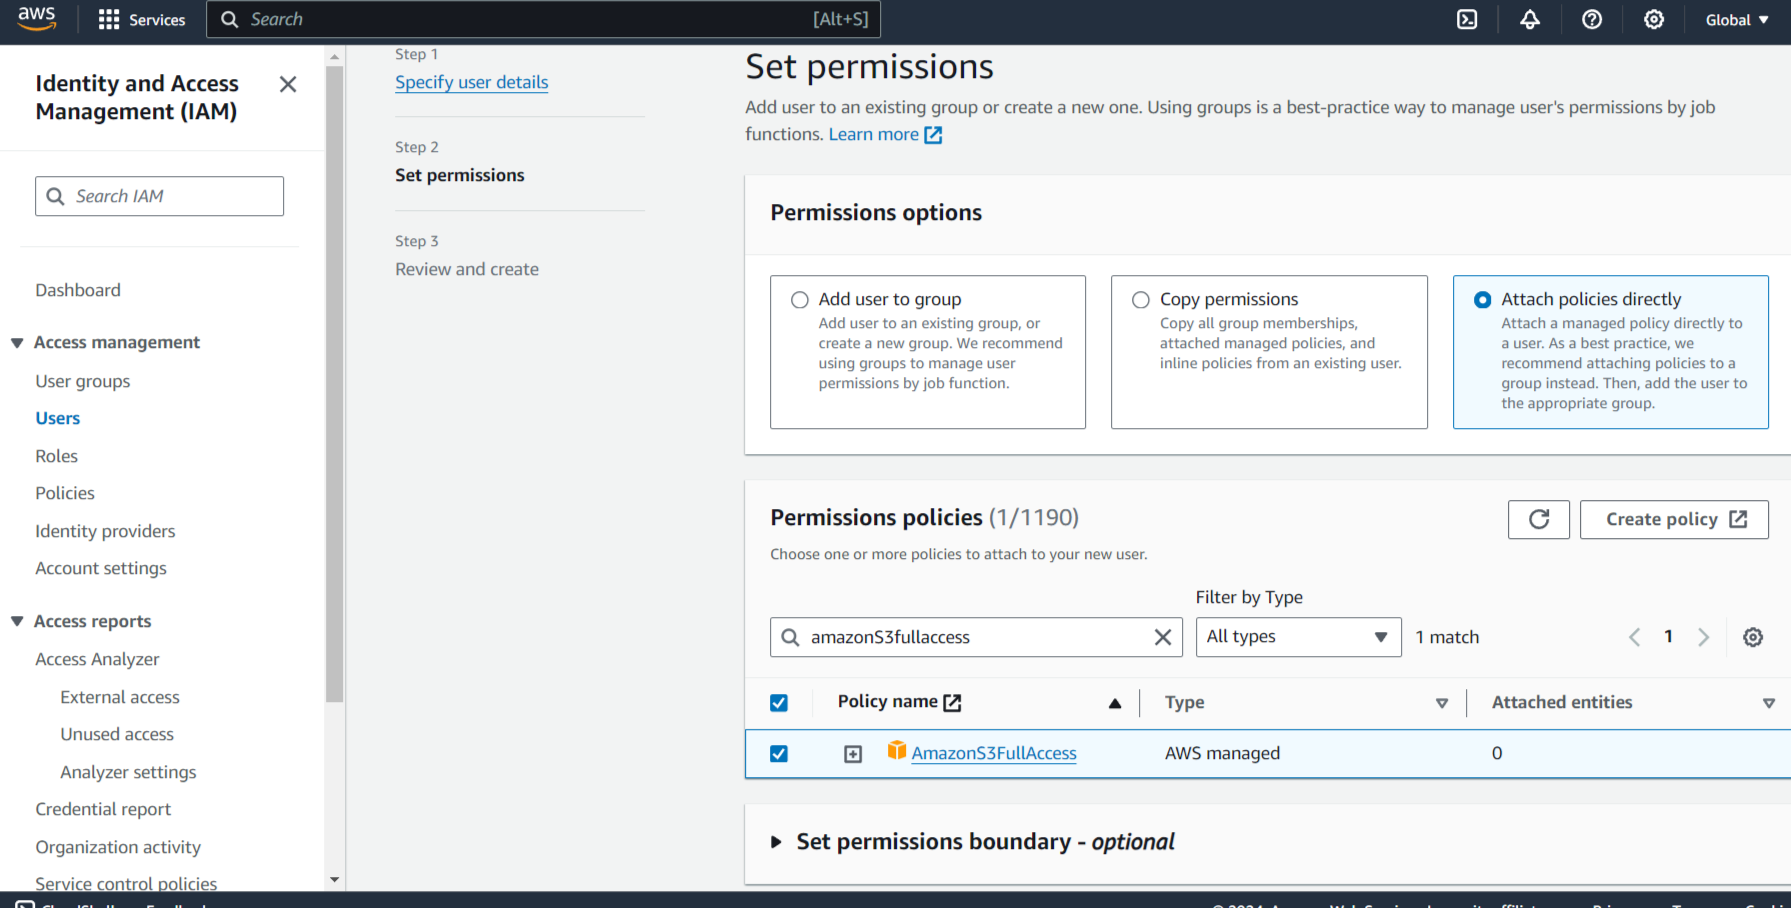 aws
Services
Search
[Alt+S]
Global
Identity and Access
Management (IAM)
Search IAM
Dashboard
Access management
User groups
Users
Roles
Policies
Identity providers
Account settings
Access reports
Access Analyzer
External access
Unused access
Analyzer settings
Credential report
Organization activity
Service control policies
Step 1
Specify user details
Step 2
Set permissions
Step 3
Review and create
Set permissions
Add user to an existing group or create a new one. Using groups is a best-practice way to manage user's permissions by job
functions. Learn more
Permissions options
Add user to group
Add user to an existing group, or
create a new group. We recommend
using groups to manage user
permissions by job function.
Copy permissions
Copy all group memberships,
attached managed policies, and
inline policies from an existing user.
Attach policies directly
Attach a managed policy directly to
a user. As a best practice, we
recommend attaching policies to a
group instead. Then, add the user to
the appropriate group.
Permissions policies (1/1190)
Create policy
Choose one or more policies to attach to your new user.
Filter by Type
amazonS3fullaccess
All types
1 match
1
Policy name
Type
Attached entities
AmazonS3FullAccess
AWS managed
0
Set permissions boundary - optional